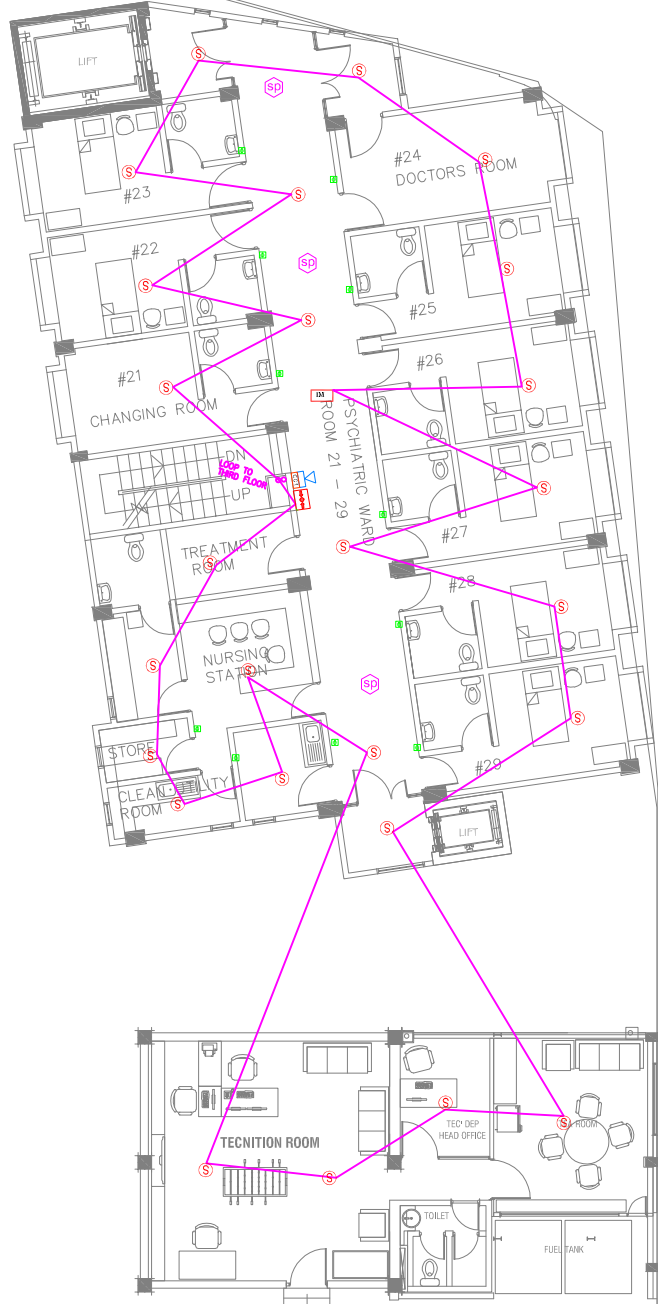 LIFT
S
S
sp
#24
DOCTORS ROOM
S
S
#23
S
#22
sp
S
S
#25
S
#26
#21
S
S
CHANGING ROOM
PSYCHIATRIC WARD
ROOM 21 - 29
LOOP TO
THIRD FLOOR
DN
UP
S
#27
TREATMENT
ROOM
S
S
#28
S
NURSING
STATION
S
S
sp
S
STORE
S
S
#29
S
CLEAN UTILITY
ROOM
S
S
S
LIFT
TECNITION ROOM
S
TEC' DEP
HEAD OFFICE
S
ROOM
S
S
TOILET
FUEL TANK